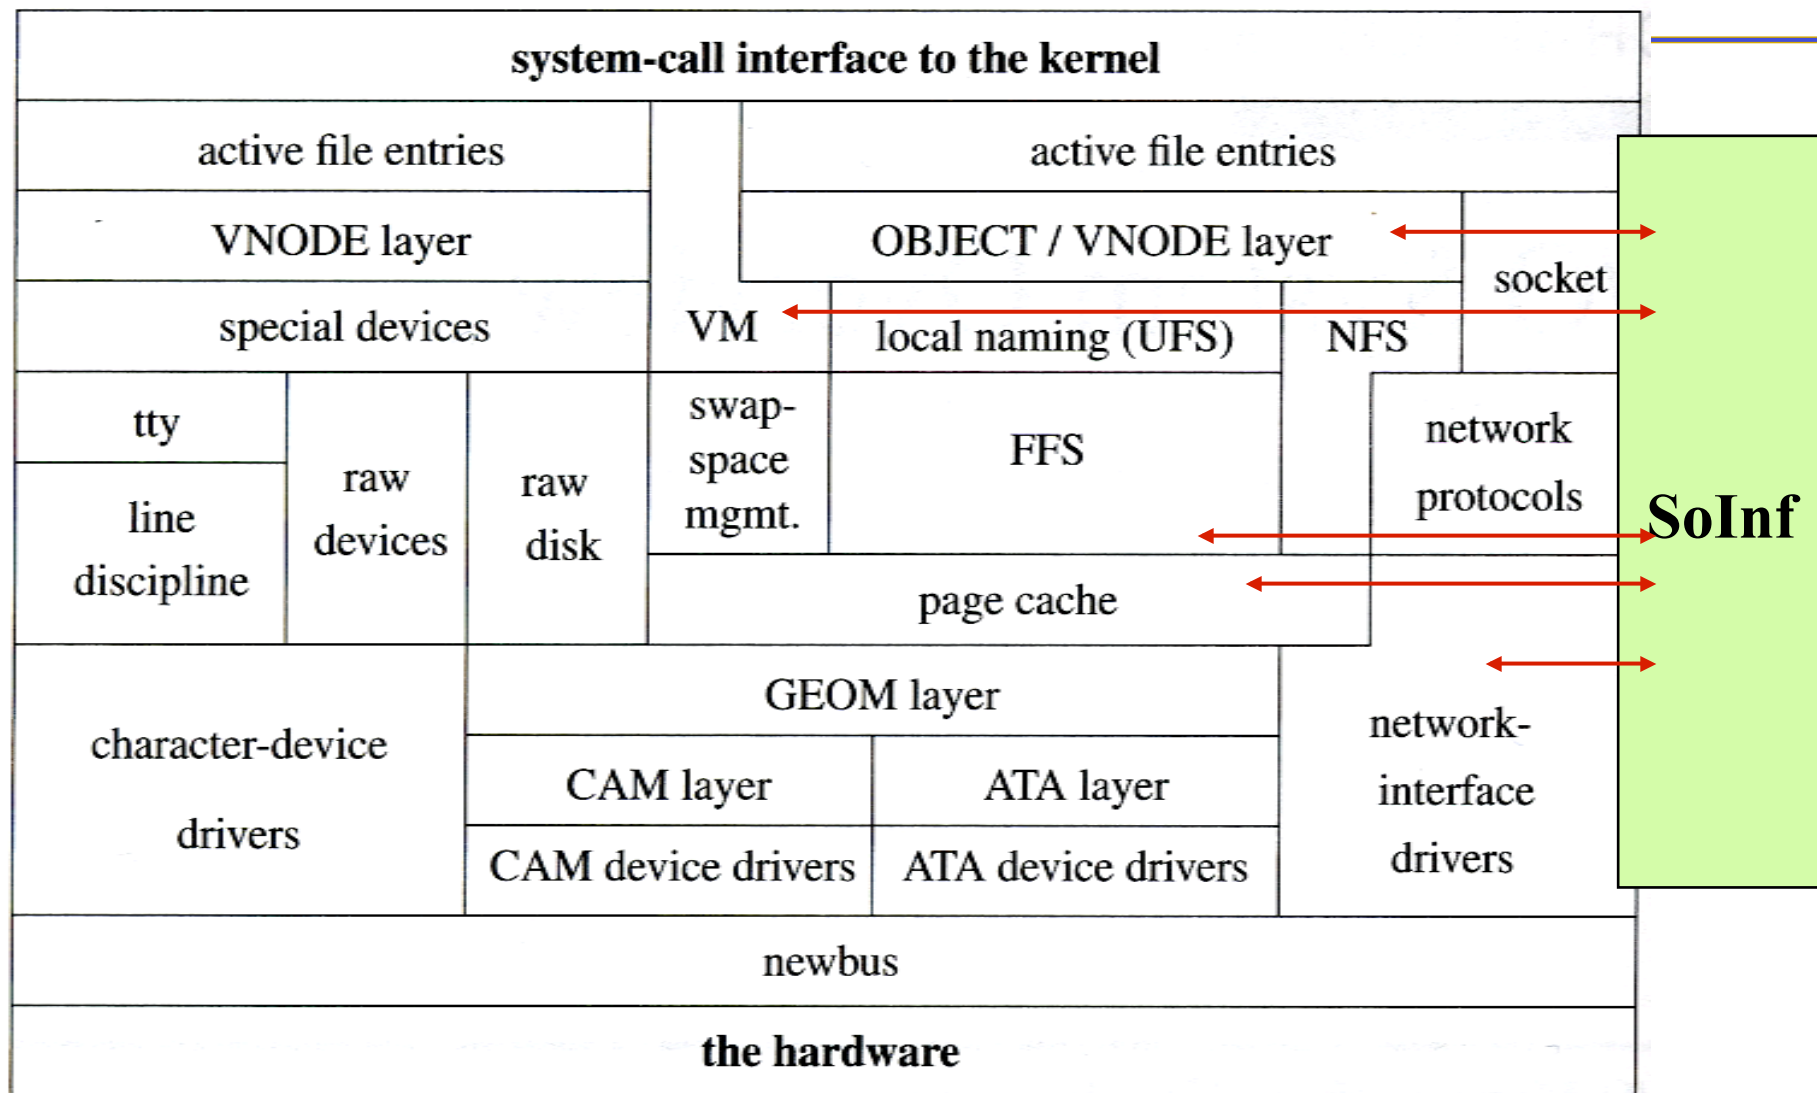 system-call interface to the kernel
active file entries
active file entries
VNODE layer
OBJECT / VNODE layer
socket
special devices
VM
local naming (UFS)
NFS
tty
line
discipline
raw
devices
raw
disk
swap-
space
mgmt.
FFS
network
protocols
SoInf
page cache
character-device
drivers
GEOM layer
CAM layer
ATA layer
CAM device drivers
ATA device drivers
network-
interface
drivers
newbus
the hardware